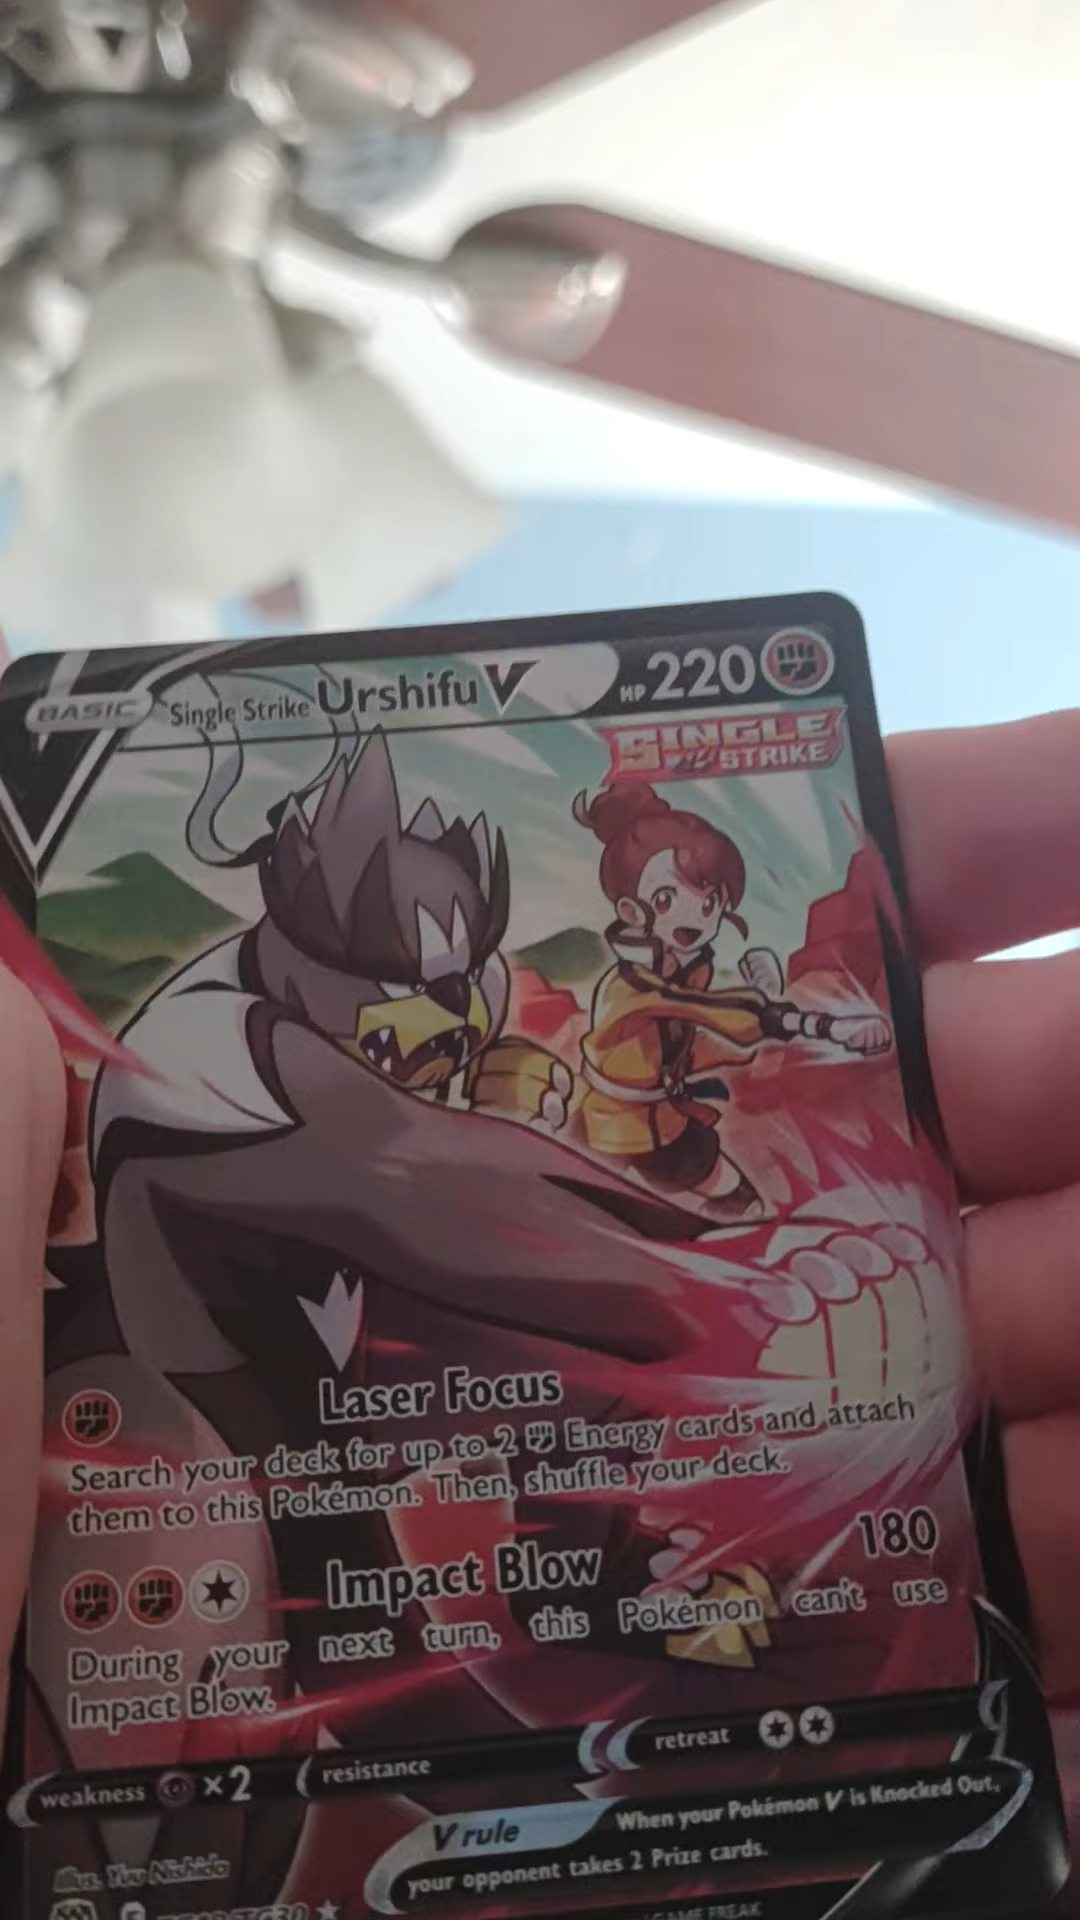 BASIC Single Strike Urshifu V HP 220
SINGLE STRIKE
Laser Focus
Search your deck for up to 2 Energy cards and attach
them to this Pokémon. Then, shuffle your deck.
Impact Blow 180
During your next turn, this Pokémon can't use
Impact Blow.
weakness ×2 resistance retreat
V rule When your Pokémon V is Knocked Out,
your opponent takes 2 Prize cards.
Illus. Yuu Nishida
GAME FREAK